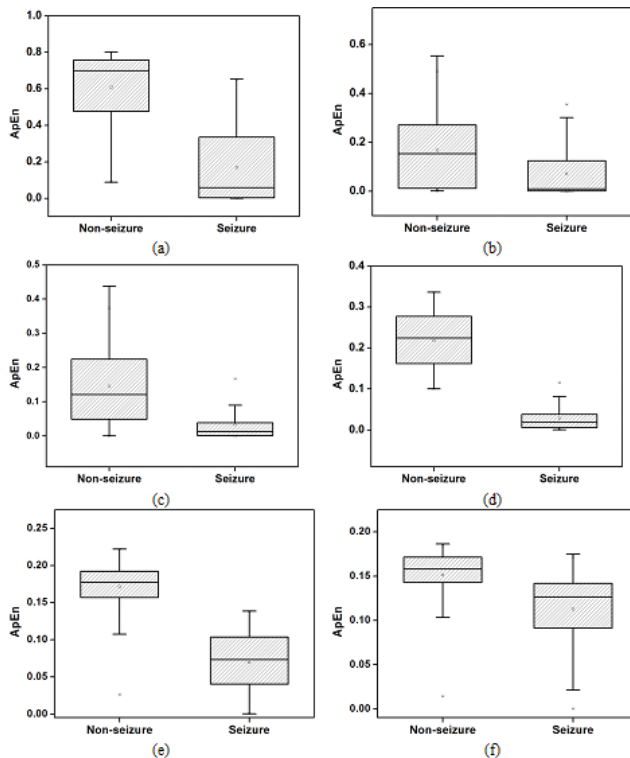 1.0
0.8
0.6
0.4
0.2
0.0
ApEn
Non-seizure Seizure
(a)
0.6
0.4
0.2
0.0
ApEn
Non-seizure Seizure
(b)
0.5
0.4
0.3
0.2
0.1
0.0
ApEn
Non-seizure Seizure
(c)
0.4
0.3
0.2
0.1
0.0
ApEn
Non-seizure Seizure
(d)
0.25
0.20
0.15
0.10
0.05
0.00
ApEn
Non-seizure Seizure
(e)
0.20
0.15
0.10
0.05
0.00
ApEn
Non-seizure Seizure
(f)